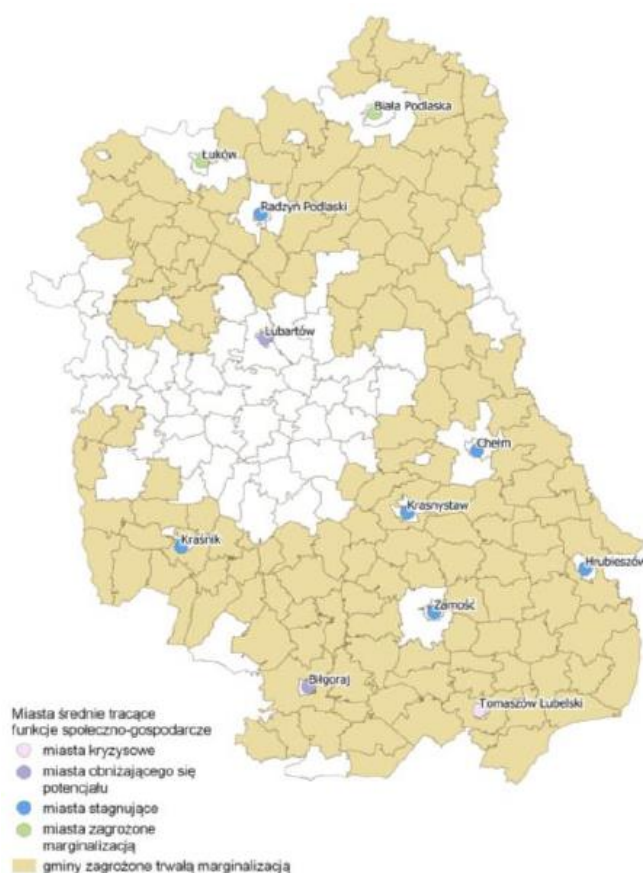 Biała Podlaska
Łuków
Radzyń Podlaski
Lubartów
Chełm
Krasnystaw
Kraśnik
Hrubieszów
Zamość
Biłgoraj
Tomaszów Lubelski
Miasta średnie tracące
funkcje społeczno-gospodarcze
miasta kryzysowe
miasta obniżającego się
potencjału
miasta stagnujące
miasta zagrożone
marginalizacją
gminy zagrożone trwałą marginalizacją